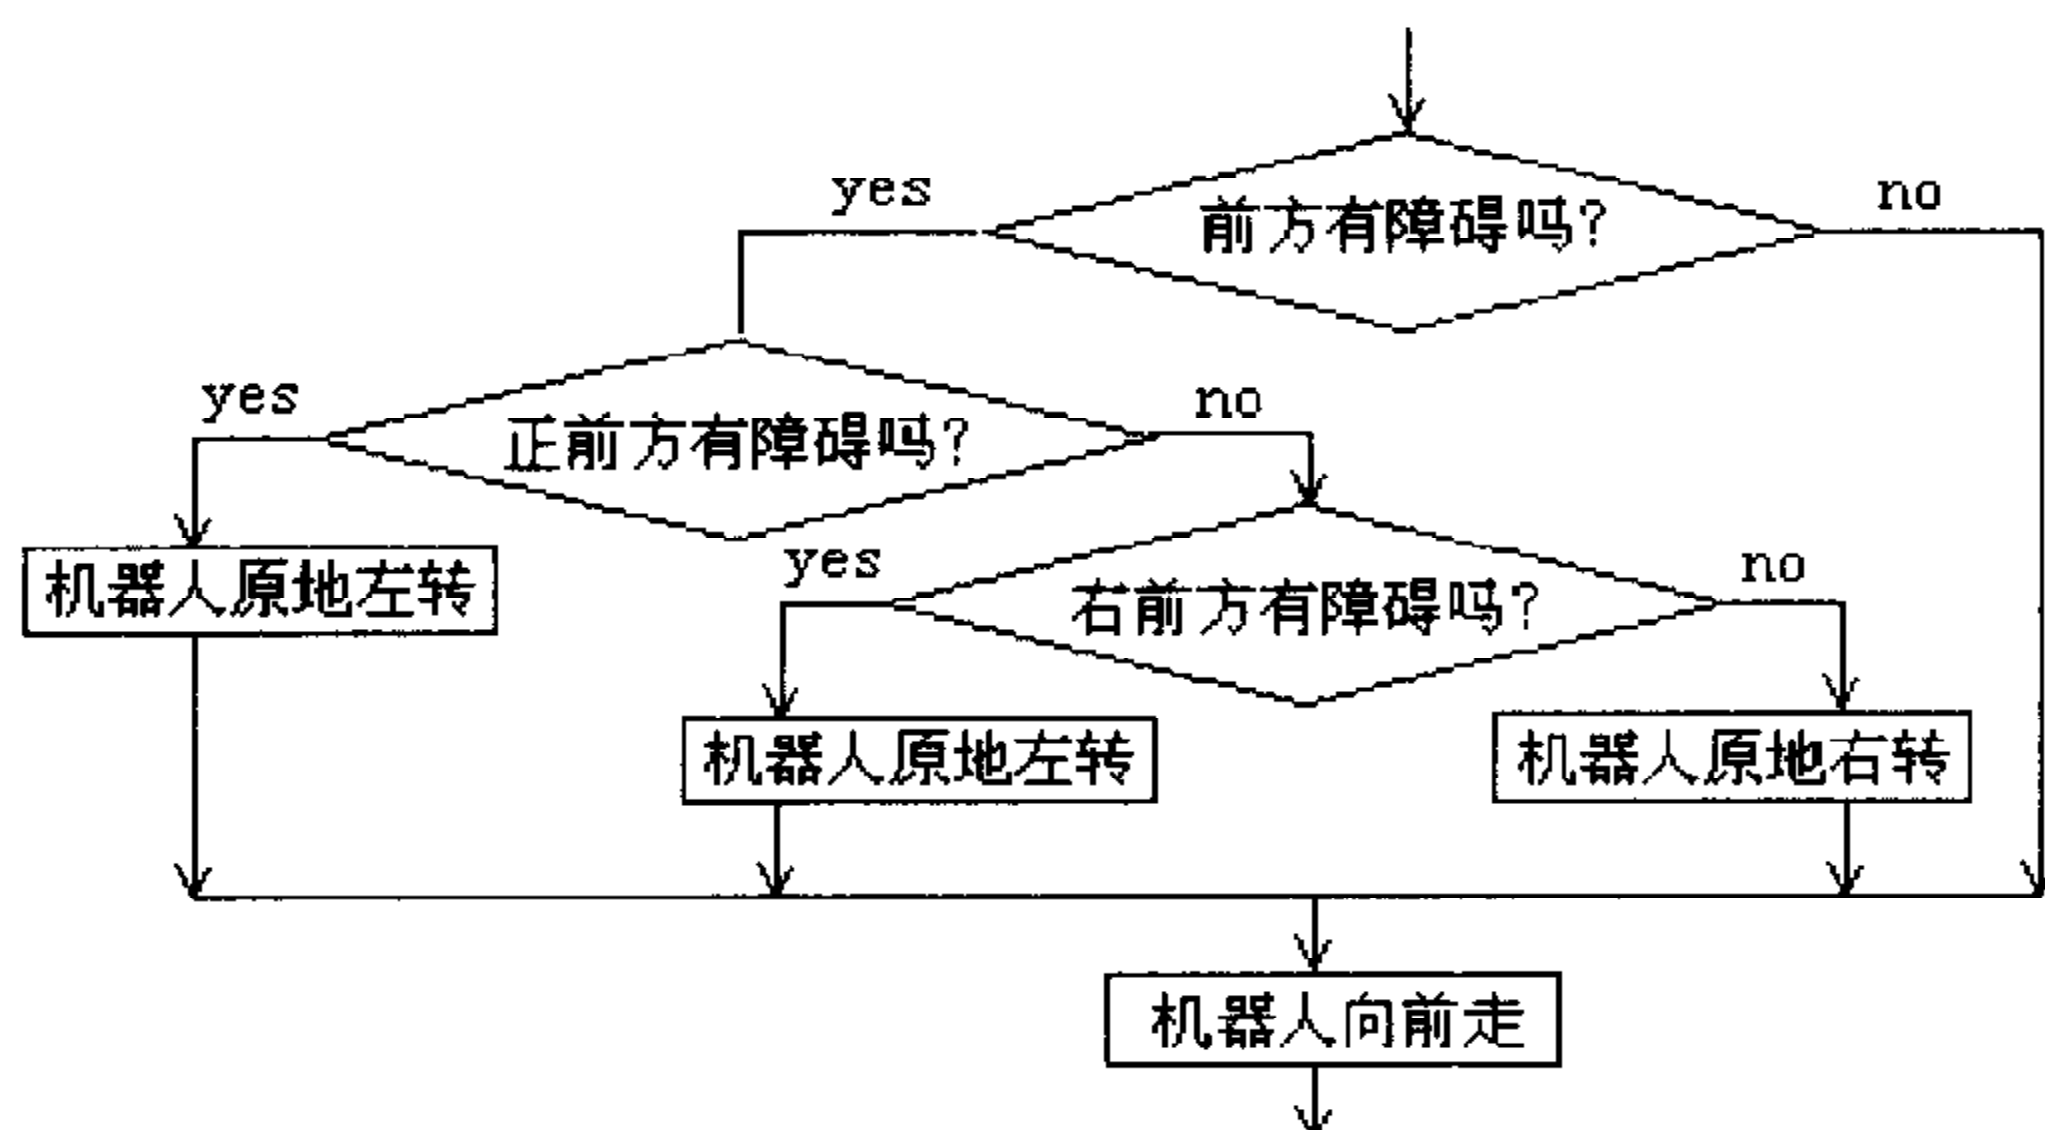 yes
前方有障碍吗?
no
yes
正前方有障碍吗?
no
机器人原地左转
yes
右前方有障碍吗?
no
机器人原地左转
机器人原地右转
机器人向前走